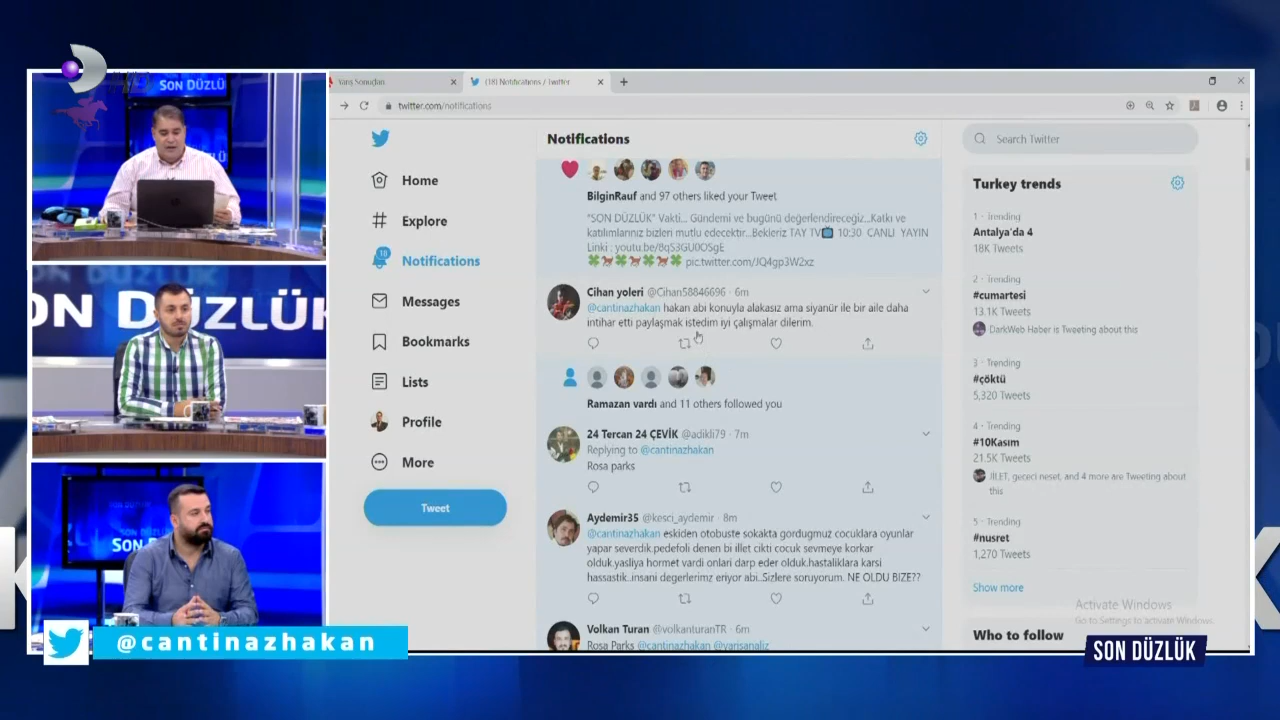 SON DÜZLÜ
ON DÜZLÜK
SON DÜZLÜK
@cantinazhakan
Yarış Sonuçları
(18) Notifications / Twitter
twitter.com/notifications
Home
Explore
18
Notifications
Messages
Bookmarks
Lists
Profile
More
Tweet
Notifications
BilginRauf and 97 others liked your Tweet
"SON DÜZLÜK" Vakti... Gündemi ve bugünü değerlendireceğiz...Katkı ve
katılımlarınız bizleri mutlu edecektir...Bekleriz TAY TV📺 10:30 CANLI YAYIN
Linki : youtu.be/8qS3GU0OSgE
🍀🐎🍀🐎🍀🐎🍀 pic.twitter.com/JQ4gp3W2xz
Cihan yoleri @Cihan58846696 · 6m
@cantinazhakan hakan abi konuyla alakasız ama siyanür ile bir aile daha
intihar etti paylaşmak istedim iyi çalışmalar dilerim.
Ramazan vardı and 11 others followed you
24 Tercan 24 ÇEVİK @adikli79 · 7m
Replying to @cantinazhakan
Rosa parks
Aydemir35 @kesci_aydemir · 8m
@cantinazhakan eskiden otobuste sokakta gordugmuz cocuklara oyunlar
yapar severdik.pedefoli denen bi illet cikti cocuk sevmeye korkar
olduk.yasliya hormet vardi onlari darp eder olduk.hastaliklara karsi
hassastik..insani degerlerimz eriyor abi...Sizlere soruyorum. NE OLDU BIZE??
Volkan Turan @volkanturanTR · 6m
Rosa Parks @cantinazhakan @yarisanaliz
Search Twitter
Turkey trends
1 · Trending
Antalya'da 4
18K Tweets
2 · Trending
#cumartesi
13.1K Tweets
DarkWeb Haber is Tweeting about this
3 · Trending
#çöktü
5,320 Tweets
4 · Trending
#10Kasım
21.5K Tweets
JİLET, gececi neset, and 4 more are Tweeting about
this
5 · Trending
#nusret
1,270 Tweets
Show more
Activate Windows
Go to Settings to activate Windows.
Who to follow
SON DÜZLÜK